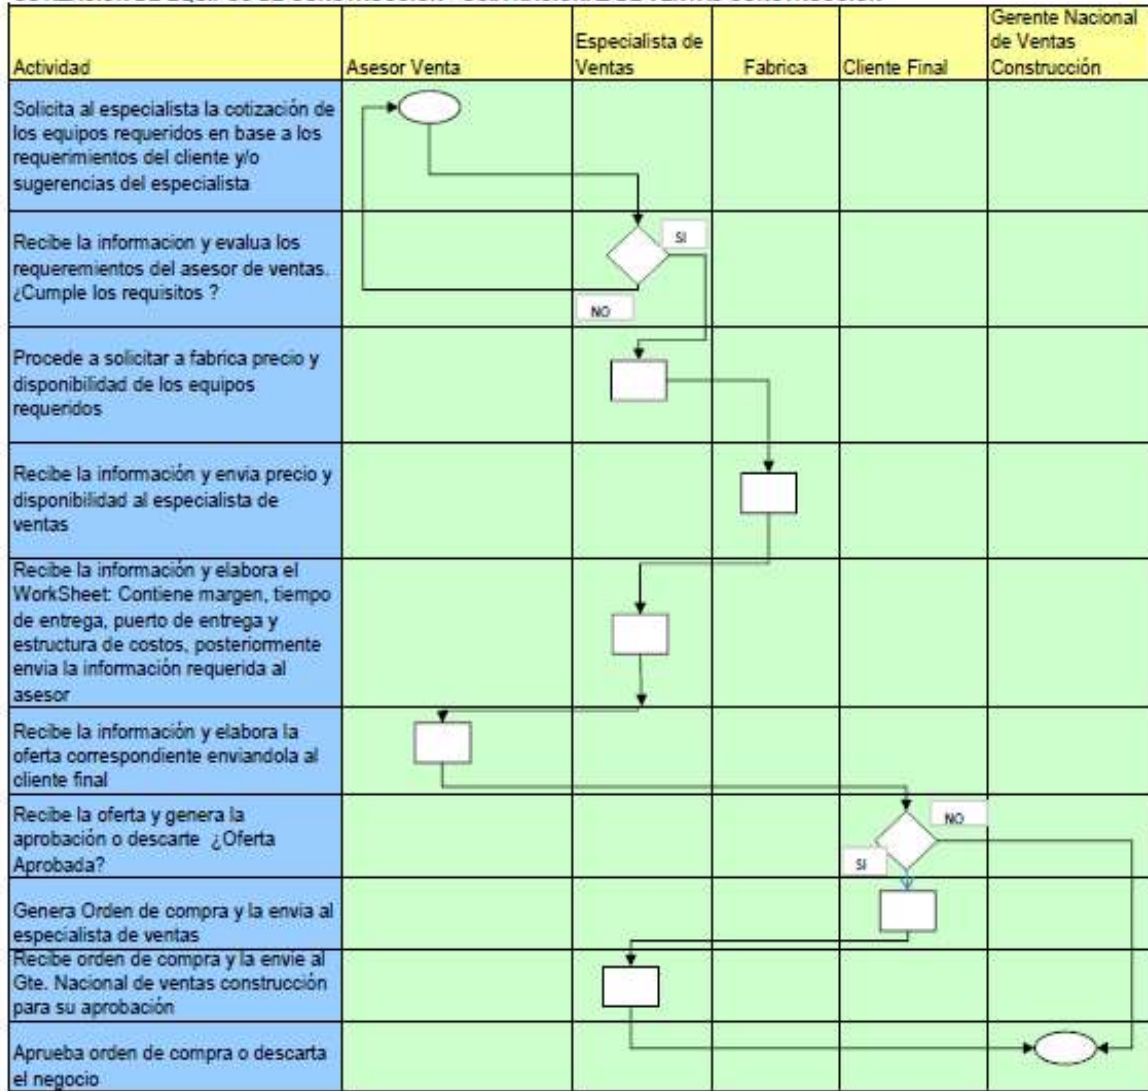 Gerente Nacional
Especialista de
de Ventas
Actividad
Asesor Venta
Ventas
Fabrica
Cliente Final
Construcción
Solicita al especialista la cotización de
los equipos requeridos en base a los
requerimientos del cliente y/o
sugerencias del especialista
Recibe la informacion y evalua los
requeremientos del asesor de ventas.
¿Cumple los requisitos ?
SI
NO
Procede a solicitar a fabrica precio y
disponibilidad de los equipos
requeridos
Recibe la información y envia precio y
disponibilidad al especialista de
ventas
Recibe la información y elabora el
WorkSheet: Contiene margen, tiempo
de entrega, puerto de entrega y
estructura de costos, posteriormente
envia la información requerida al
asesor
Recibe la información y elabora la
oferta correspondiente enviandola al
cliente final
Recibe la oferta y genera la
aprobación o descarte ¿Oferta
Aprobada?
NO
SI
Genera Orden de compra y la envia al
especialista de ventas
Recibe orden de compra y la envie al
Gte. Nacional de ventas construcción
para su aprobación
Aprueba orden de compra o descarta
el negocio